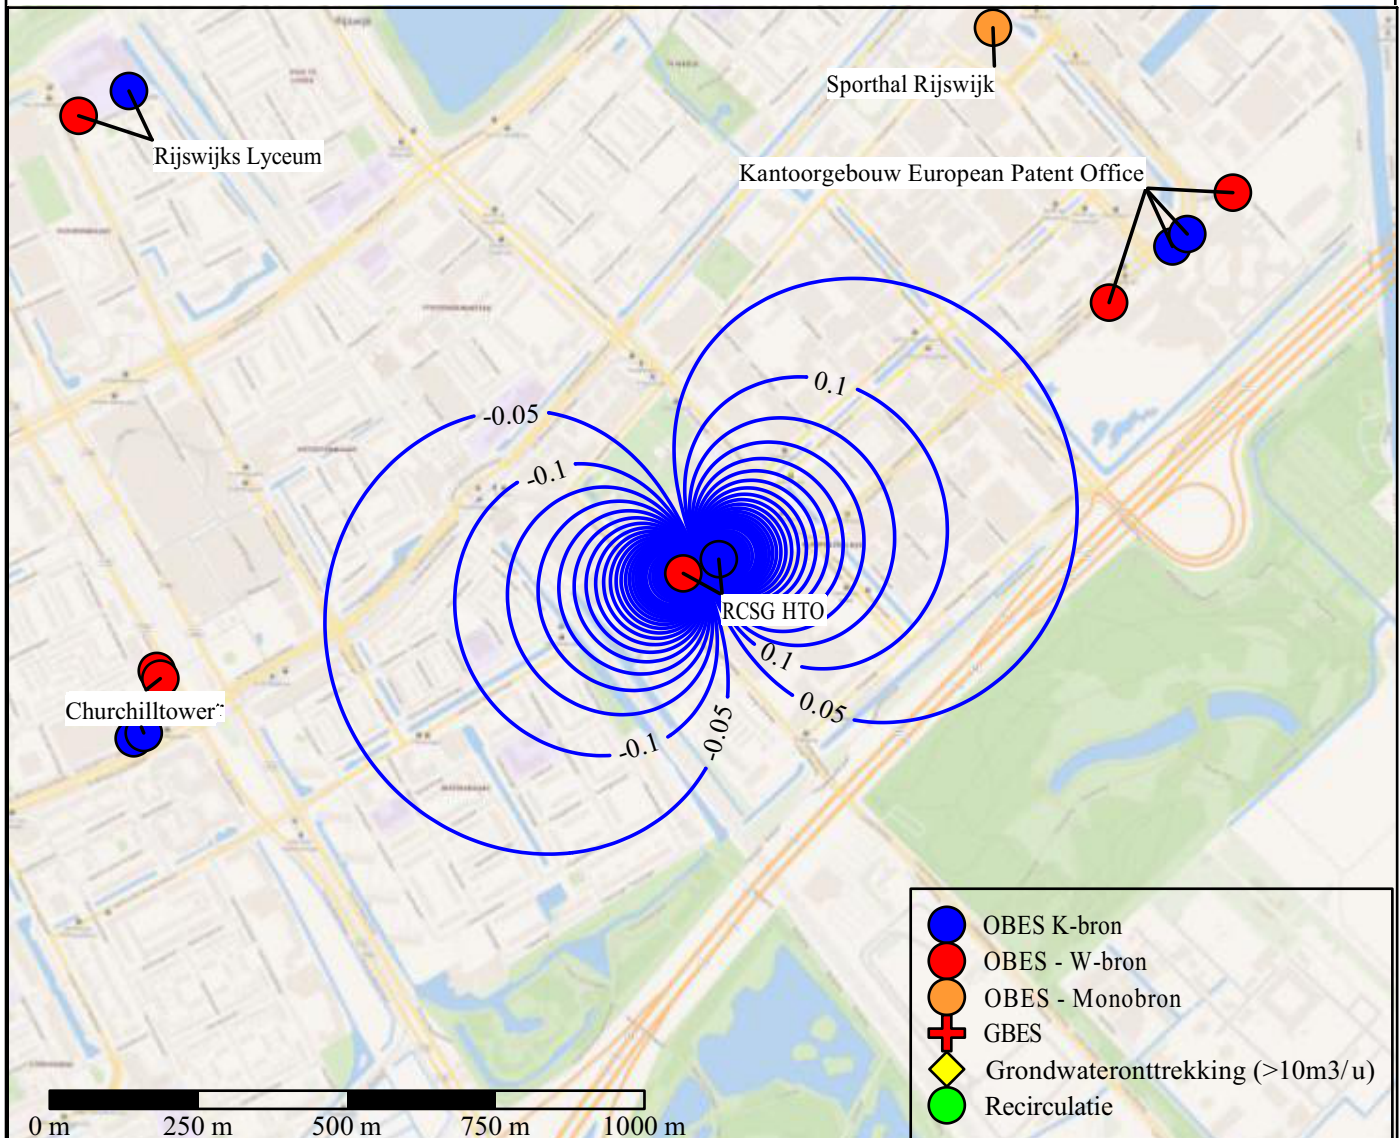 Sporthal Rijswijk
Rijswijks Lyceum
Kantoorgebouw European Patent Office
0.1
-0.05
-0.1
RCSG HTO
0.1
0.05
-0.05
-0.1
Churchilltower
OBES K-bron
OBES - W-bron
OBES - Monobron
GBES
Grondwateronttrekking (>10m3/u)
Recirculatie
0 m 250 m 500 m 750 m 1000 m